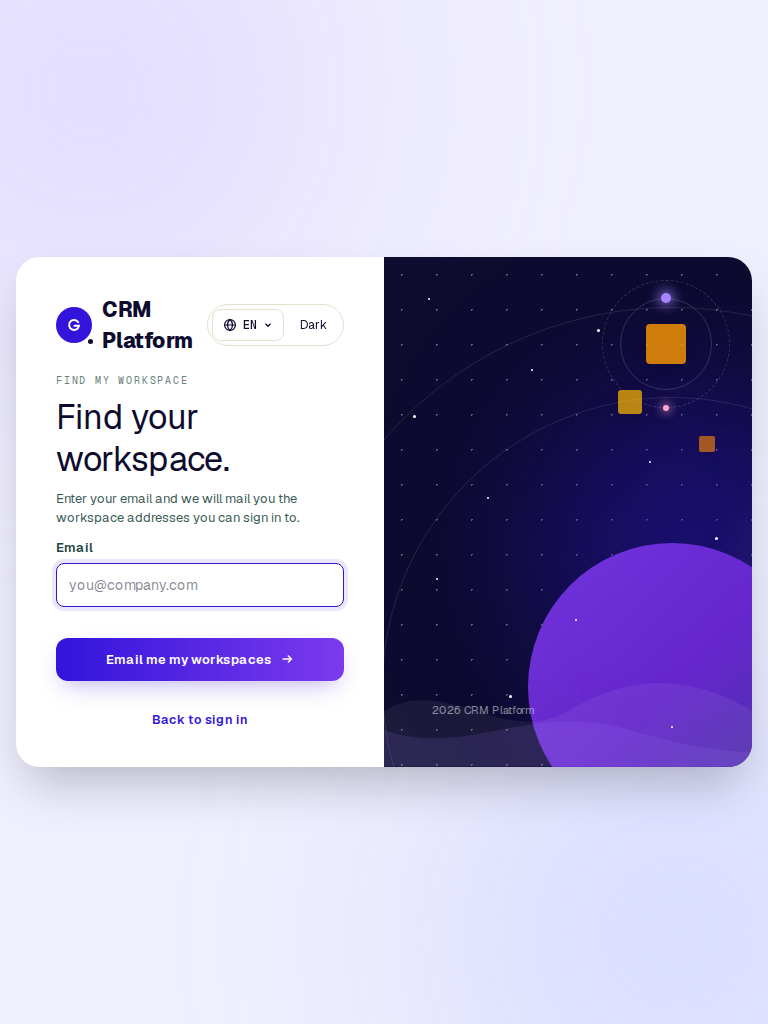 G
CRM
Platform
EN
Dark
FIND MY WORKSPACE
Find your
workspace.
Enter your email and we will mail you the
workspace addresses you can sign in to.
Email
you@company.com
Email me my workspaces →
Back to sign in
2026 CRM Platform